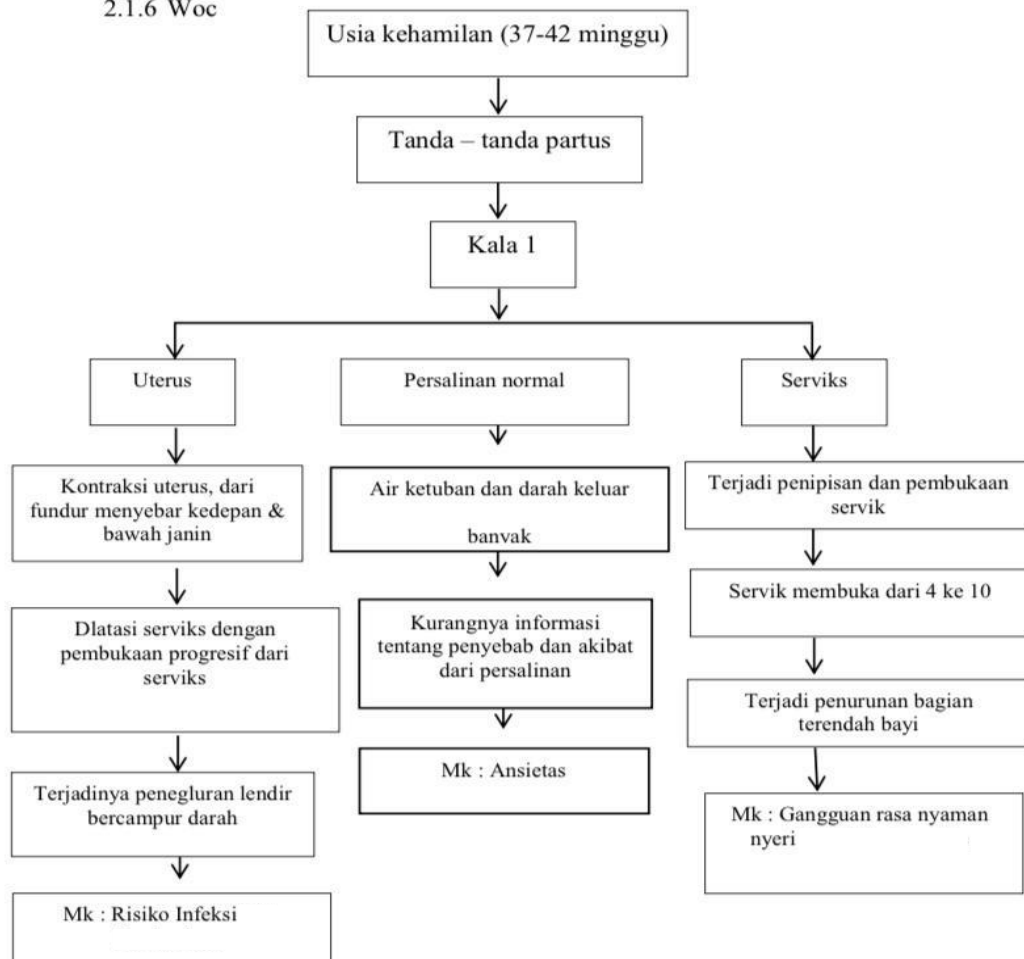 2.1.6 Woc
Usia kehamilan (37-42 minggu)
Tanda – tanda partus
Kala 1
Uterus
Persalinan normal
Serviks
Kontraksi uterus, dari
fundur menyebar kedepan &
bawah janin
Air ketuban dan darah keluar
banvak
Terjadi penipisan dan pembukaan
servik
Dlatasi serviks dengan
pembukaan progresif dari
serviks
Kurangnya informasi
tentang penyebab dan akibat
dari persalinan
Servik membuka dari 4 ke 10
Terjadi penurunan bagian
terendah bayi
Terjadinya penegluran lendir
bercampur darah
Mk : Ansietas
Mk : Gangguan rasa nyaman
nyeri
Mk : Risiko Infeksi